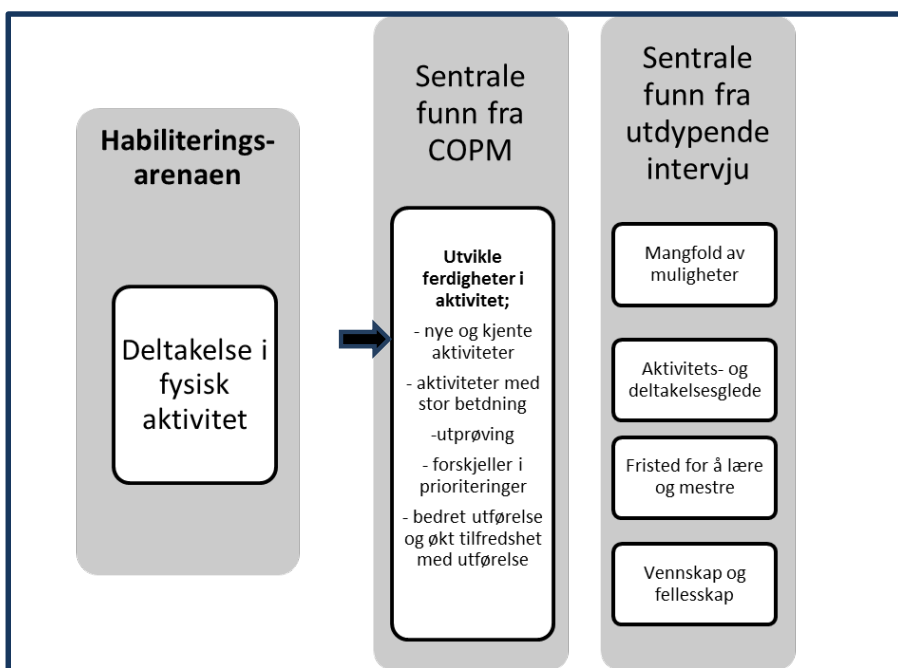 Habiliterings-
arenaen
Deltakelse i
fysisk
aktivitet
Sentrale
funn fra
COPM
Utvikle
ferdigheter i
aktivitet;
- nye og kjente
aktiviteter
- aktiviteter med
stor betdning
-utprøving
- forskjeller i
prioriteringer
- bedret utførelse
og økt tilfredshet
med utførelse
Sentrale
funn fra
utdypende
intervju
Mangfold av
muligheter
Aktivitets- og
deltakelsesglede
Fristed for å lære
og mestre
Vennskap og
fellesskap